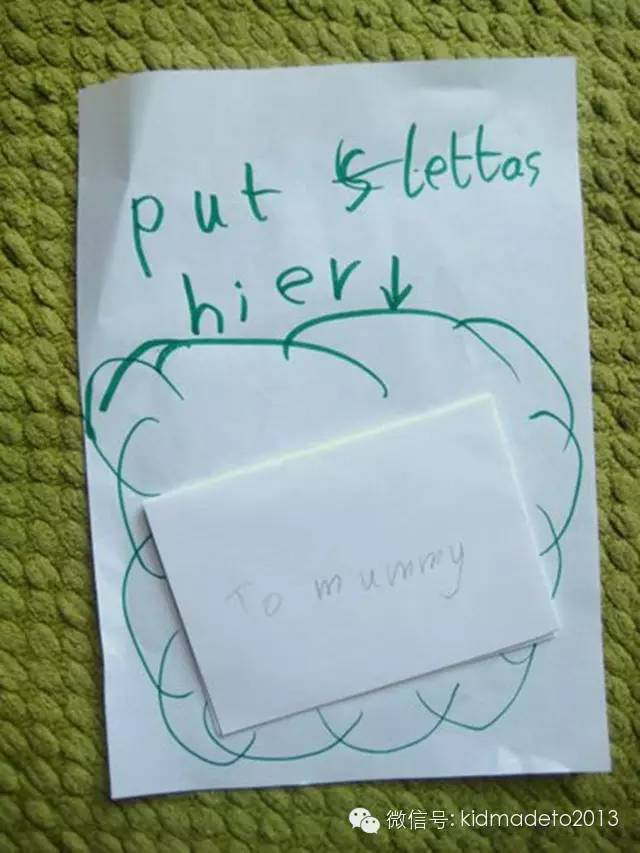 put lettas
hier↓
To mummy
微信号: kidmadeto2013